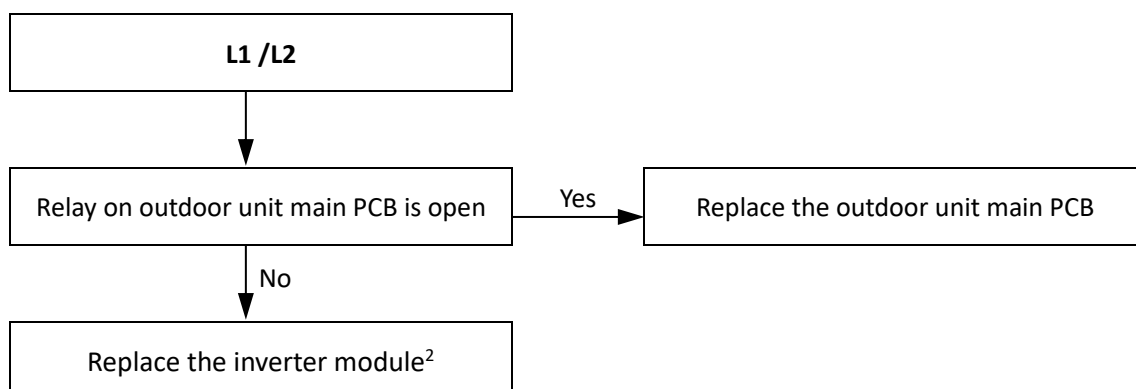 L1 /L2
Relay on outdoor unit main PCB is open
Yes
Replace the outdoor unit main PCB
No
Replace the inverter module²